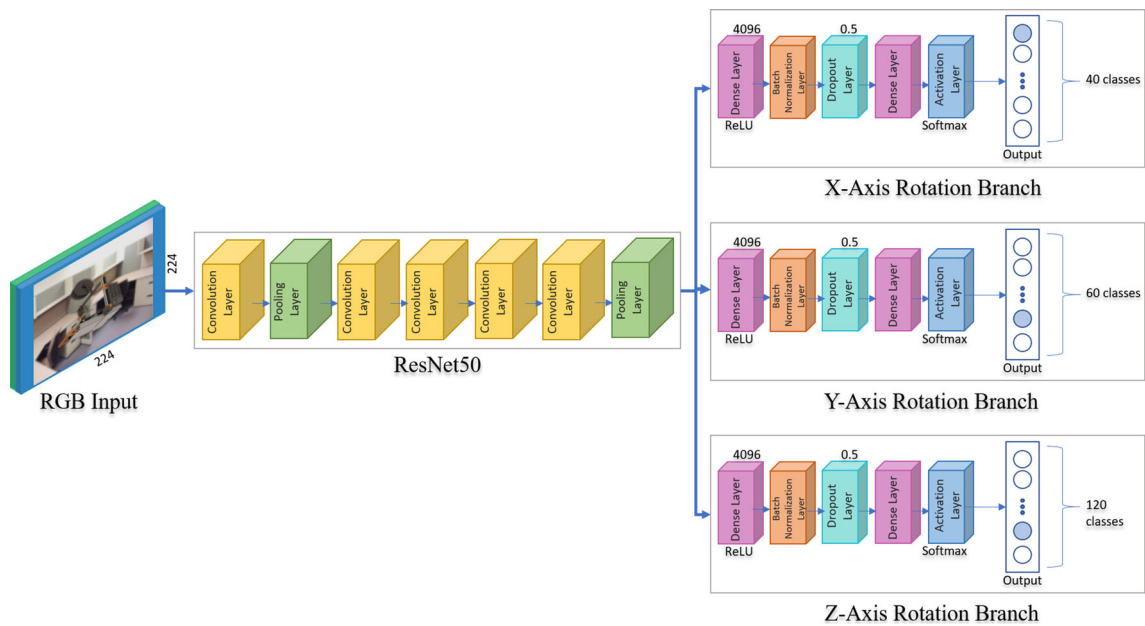 224
224
RGB Input
Convolution
Layer
Pooling
Layer
Convolution
Layer
Convolution
Layer
Convolution
Layer
Convolution
Layer
Pooling
Layer
ResNet50
4096
0.5
Dense Layer
Batch
Normalization
Layer
Dropout
Layer
Dense Layer
Activation
Layer
ReLU
Softmax
Output
40 classes
X-Axis Rotation Branch
4096
0.5
Dense Layer
Batch
Normalization
Layer
Dropout
Layer
Dense Layer
Activation
Layer
ReLU
Softmax
Output
60 classes
Y-Axis Rotation Branch
4096
0.5
Dense Layer
Batch
Normalization
Layer
Dropout
Layer
Dense Layer
Activation
Layer
ReLU
Softmax
Output
120
classes
Z-Axis Rotation Branch